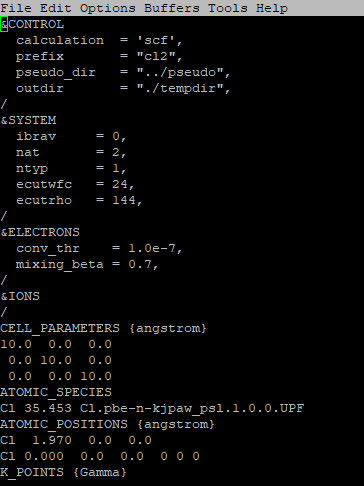 File Edit Options Buffers Tools Help
&CONTROL
  calculation  = 'scf',
  prefix       = "cl2",
  pseudo_dir   = "../pseudo",
  outdir       = "./tempdir",
/
&SYSTEM
  ibrav     = 0,
  nat       = 2,
  ntyp      = 1,
  ecutwfc   = 24,
  ecutrho   = 144,
/
&ELECTRONS
  conv_thr    = 1.0e-7,
  mixing_beta = 0.7,
/
&IONS
/
CELL_PARAMETERS {angstrom}
10.0  0.0  0.0
 0.0 10.0  0.0
 0.0  0.0 10.0
ATOMIC_SPECIES
Cl 35.453 Cl.pbe-n-kjpaw_psl.1.0.0.UPF
ATOMIC_POSITIONS {angstrom}
Cl  1.970  0.0  0.0
Cl 0.000  0.0  0.0  0 0 0
K_POINTS {Gamma}